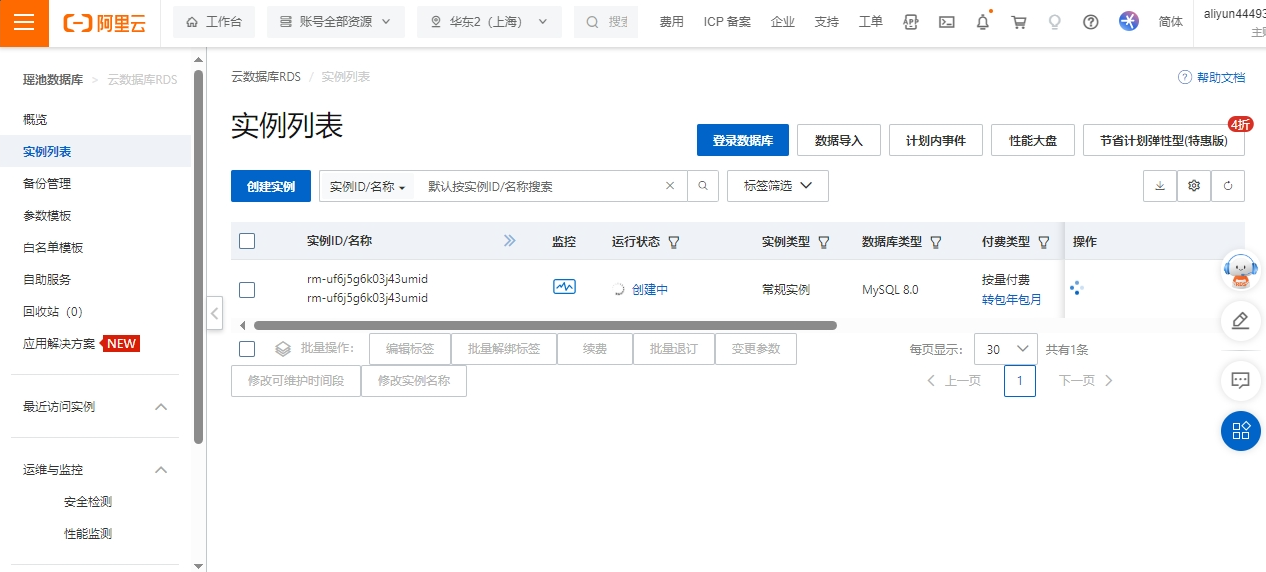 阿里云
工作台
账号全部资源
华东2（上海）
搜
费用
ICP 备案
企业
支持
工单
简体
aliyun44493
主账
瑶池数据库 > 云数据库RDS
概览
实例列表
备份管理
参数模板
白名单模板
自助服务
回收站（0）
应用解决方案 NEW
最近访问实例
运维与监控
安全检测
性能监测
云数据库RDS / 实例列表
帮助文档
实例列表
登录数据库
数据导入
计划内事件
性能大盘
节省计划弹性型(特惠版)
4折
创建实例
实例ID/名称
默认按实例ID/名称搜索
标签筛选
实例ID/名称 监控 运行状态 实例类型 数据库类型 付费类型 操作
rm-uf6j5g6k03j43umid
rm-uf6j5g6k03j43umid
创建中
常规实例
MySQL 8.0
按量付费
转包年包月
RDS
批量操作:
编辑标签
批量解绑标签
续费
批量退订
变更参数
修改可维护时间段
修改实例名称
每页显示: 30 共有1条
上一页 1 下一页